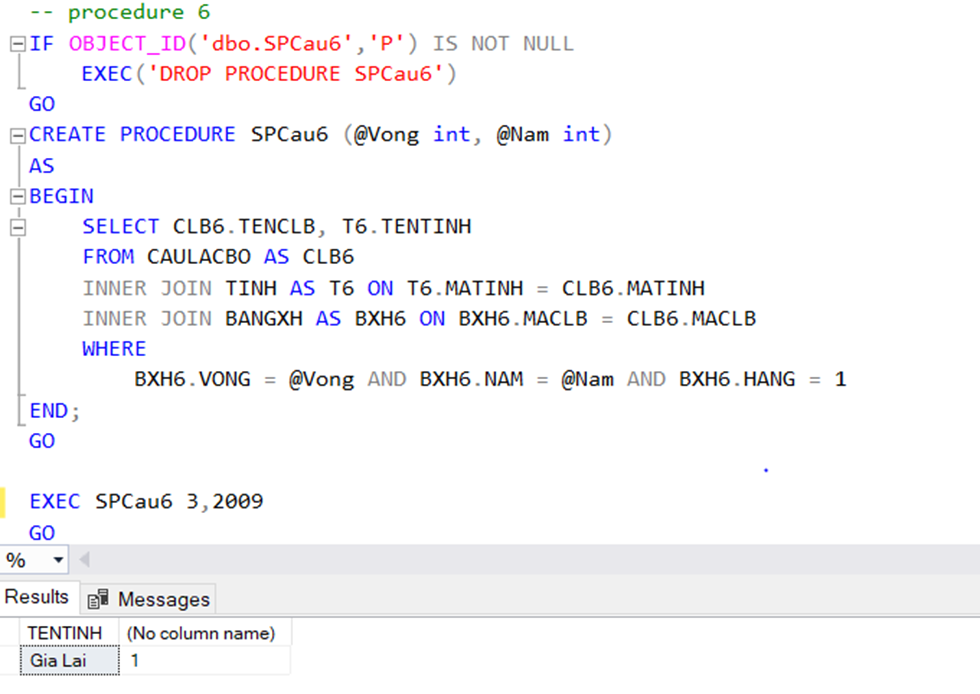 -- procedure 6
IF OBJECT_ID('dbo.SPCau6','P') IS NOT NULL
EXEC('DROP PROCEDURE SPCau6')
GO
CREATE PROCEDURE SPCau6 (@Vong int, @Nam int)
AS
BEGIN
SELECT CLB6.TENCLB, T6.TENTINH
FROM CAULACBO AS CLB6
INNER JOIN TINH AS T6 ON T6.MATINH = CLB6.MATINH
INNER JOIN BANGXH AS BXH6 ON BXH6.MACLB = CLB6.MACLB
WHERE
BXH6.VONG = @Vong AND BXH6.NAM = @Nam AND BXH6.HANG = 1
END;
GO
EXEC SPCau6 3,2009
GO
%
Results Messages
TENTINH (No column name)
Gia Lai 1